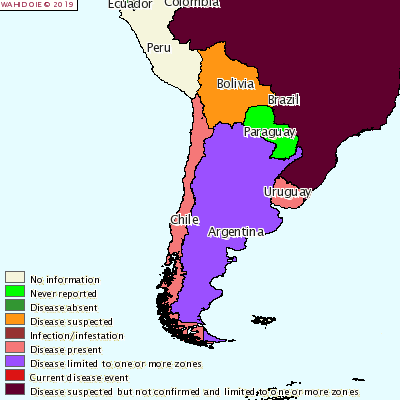 WAHIDOIE © 2019
Ecuador
Colombia
Peru
Bolivia
Brazil
Paraguay
Uruguay
Chile
Argentina
No information
Never reported
Disease absent
Disease suspected
Infection/infestation
Disease present
Disease limited to one or more zones
Current disease event
Disease suspected but not confirmed and limited to one or more zones